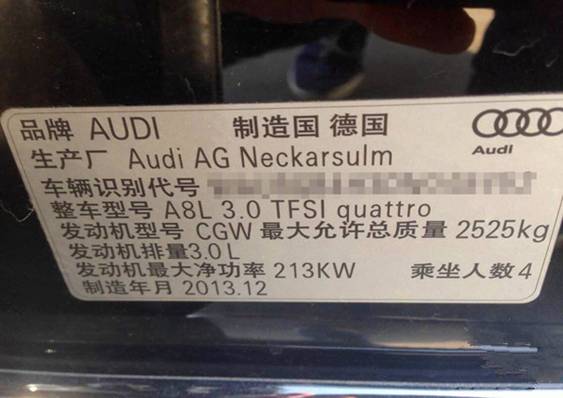 品牌 AUDI 制造国 德国
Audi
生产厂 Audi AG Neckarsulm
车辆识别代号
整车型号 A8L 3.0 TFSI quattro
发动机型号 CGW 最大允许总质量 2525kg
发动机排量3.0L
发动机最大净功率 213KW 乘坐人数4
制造年月 2013.12